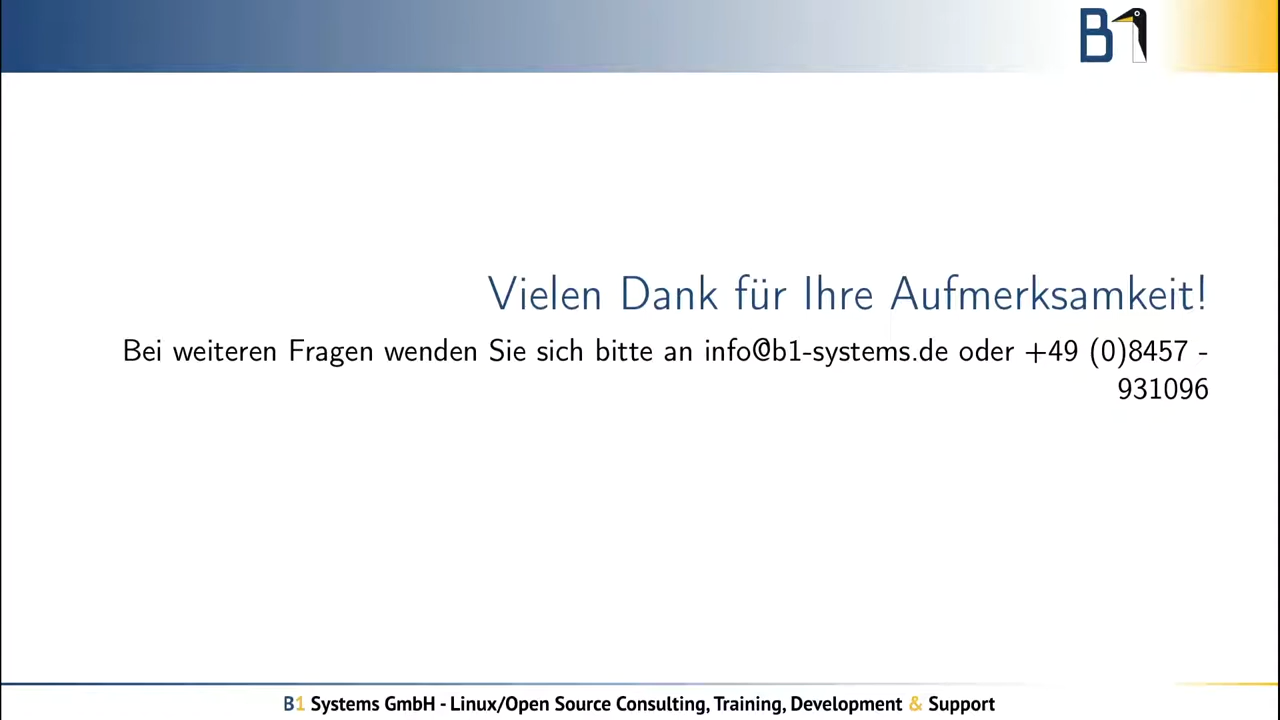 B1
Vielen Dank für Ihre Aufmerksamkeit!
Bei weiteren Fragen wenden Sie sich bitte an info@b1-systems.de oder +49 (0)8457 -
931096
B1 Systems GmbH - Linux/Open Source Consulting, Training, Development & Support